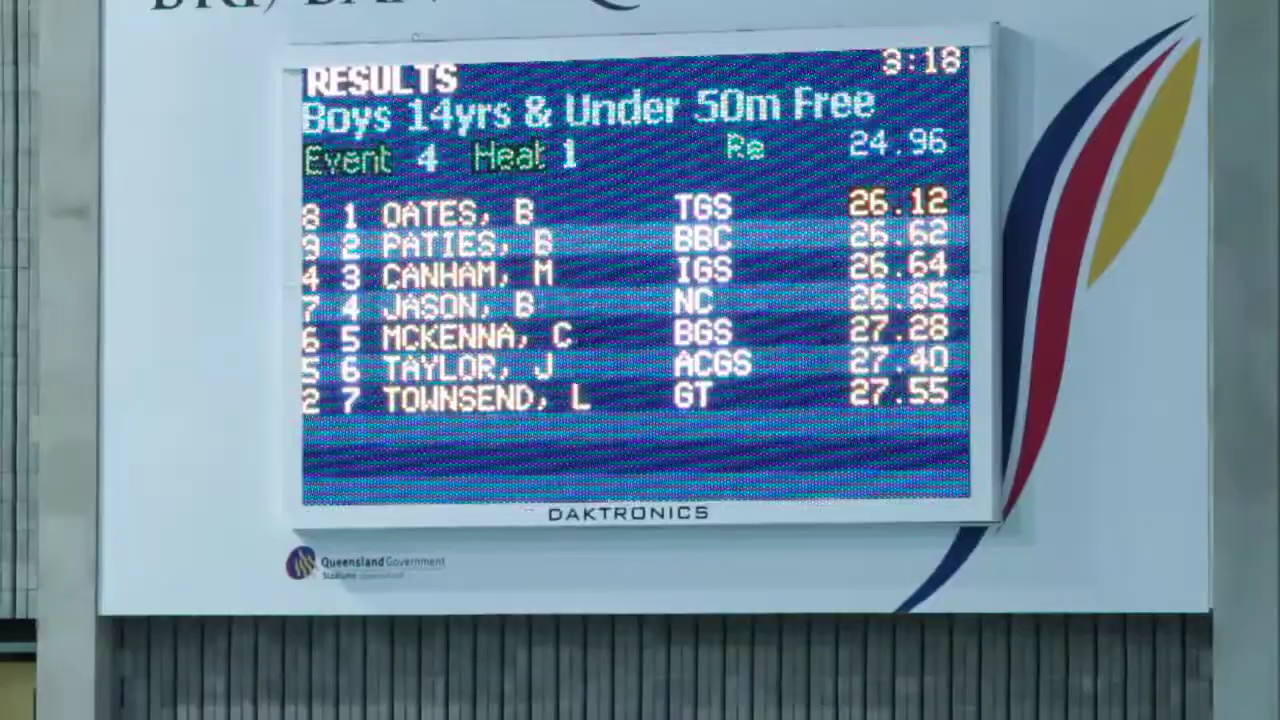 RESULTS 8:18
Boys 14yrs & Under 50m Free
Event 4 Heat 1 Re 24.96
8 1 OATES, B TGS 26.12
9 2 PATIES, B BBC 26.62
4 3 CANHAM, M IGS 26.64
7 4 JASON, B NC 26.85
6 5 MCKENNA, C BGS 27.28
5 6 TAYLOR, J ACGS 27.40
2 7 TOWNSEND, L GT 27.55
DAKTRONICS
Queensland Government